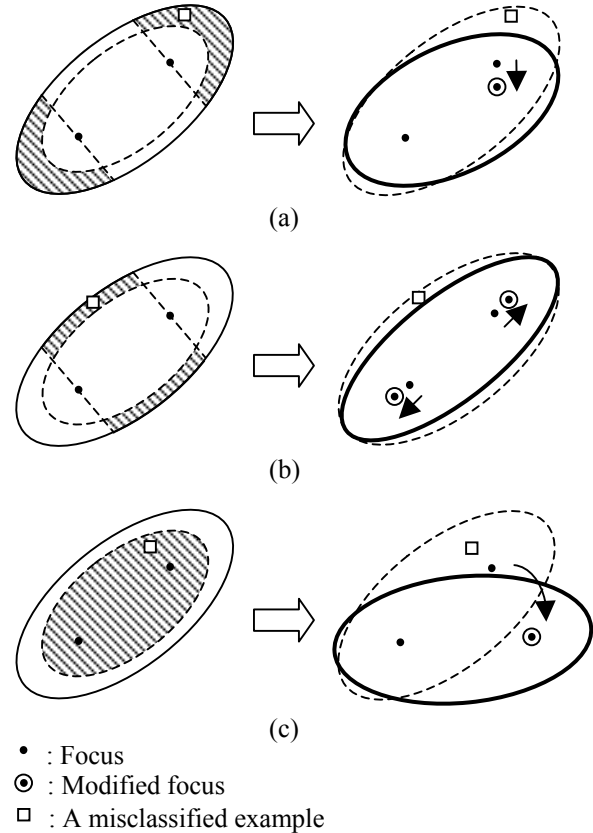 (a)
(b)
(c)
: Focus
: Modified focus
: A misclassified example